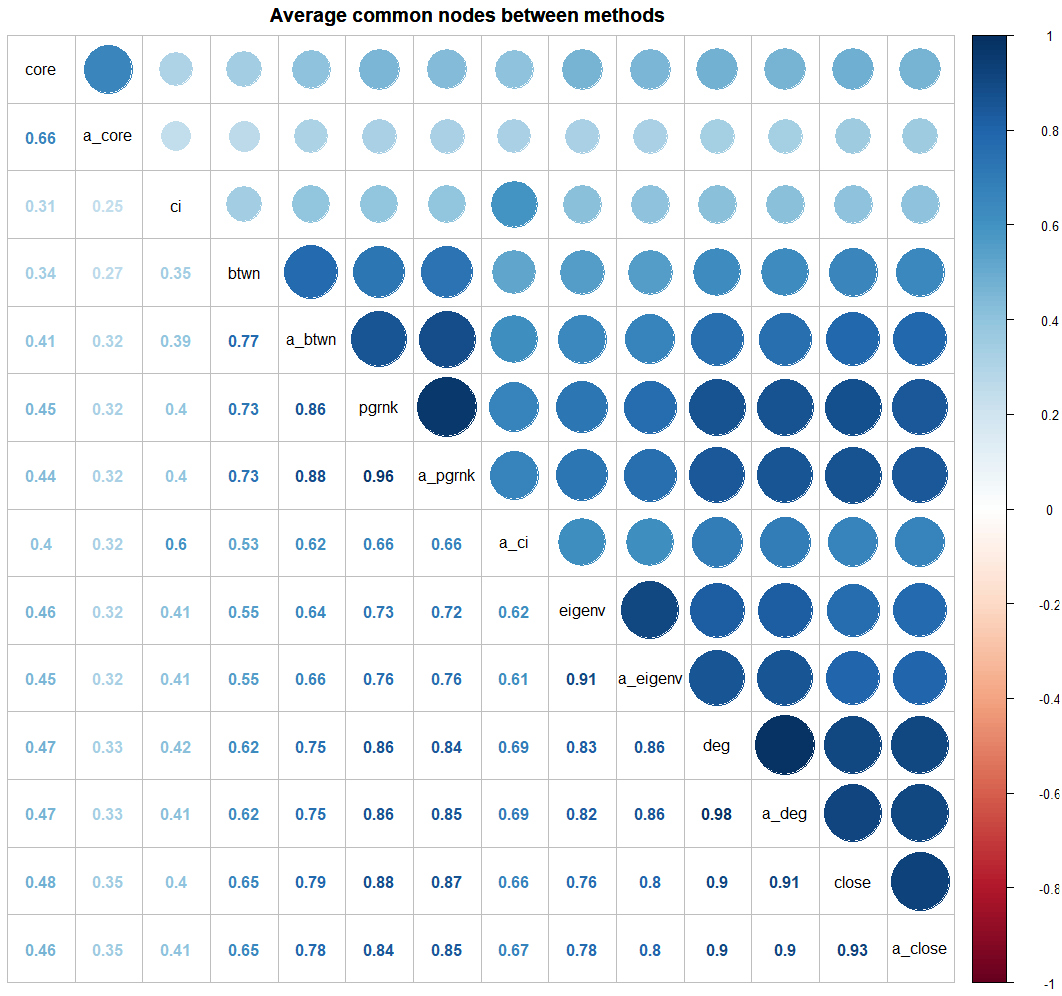 Average common nodes between methods
core
0.66 a_core
0.31 0.25 ci
0.34 0.27 0.35 btwn
0.41 0.32 0.39 0.77 a_btwn
0.45 0.32 0.4 0.73 0.86 pgrnk
0.44 0.32 0.4 0.73 0.88 0.96 a_pgrnk
0.4 0.32 0.6 0.53 0.62 0.66 0.66 a_ci
0.46 0.32 0.41 0.55 0.64 0.73 0.72 0.62 eigenv
0.45 0.32 0.41 0.55 0.66 0.76 0.76 0.61 0.91 a_eigenv
0.47 0.33 0.42 0.62 0.75 0.86 0.84 0.69 0.83 0.86 deg
0.47 0.33 0.41 0.62 0.75 0.86 0.85 0.69 0.82 0.86 0.98 a_deg
0.48 0.35 0.4 0.65 0.79 0.88 0.87 0.66 0.76 0.8 0.9 0.91 close
0.46 0.35 0.41 0.65 0.78 0.84 0.85 0.67 0.78 0.8 0.9 0.9 0.93 a_close
1
0.8
0.6
0.4
0.2
0
-0.2
-0.4
-0.6
-0.8
-1